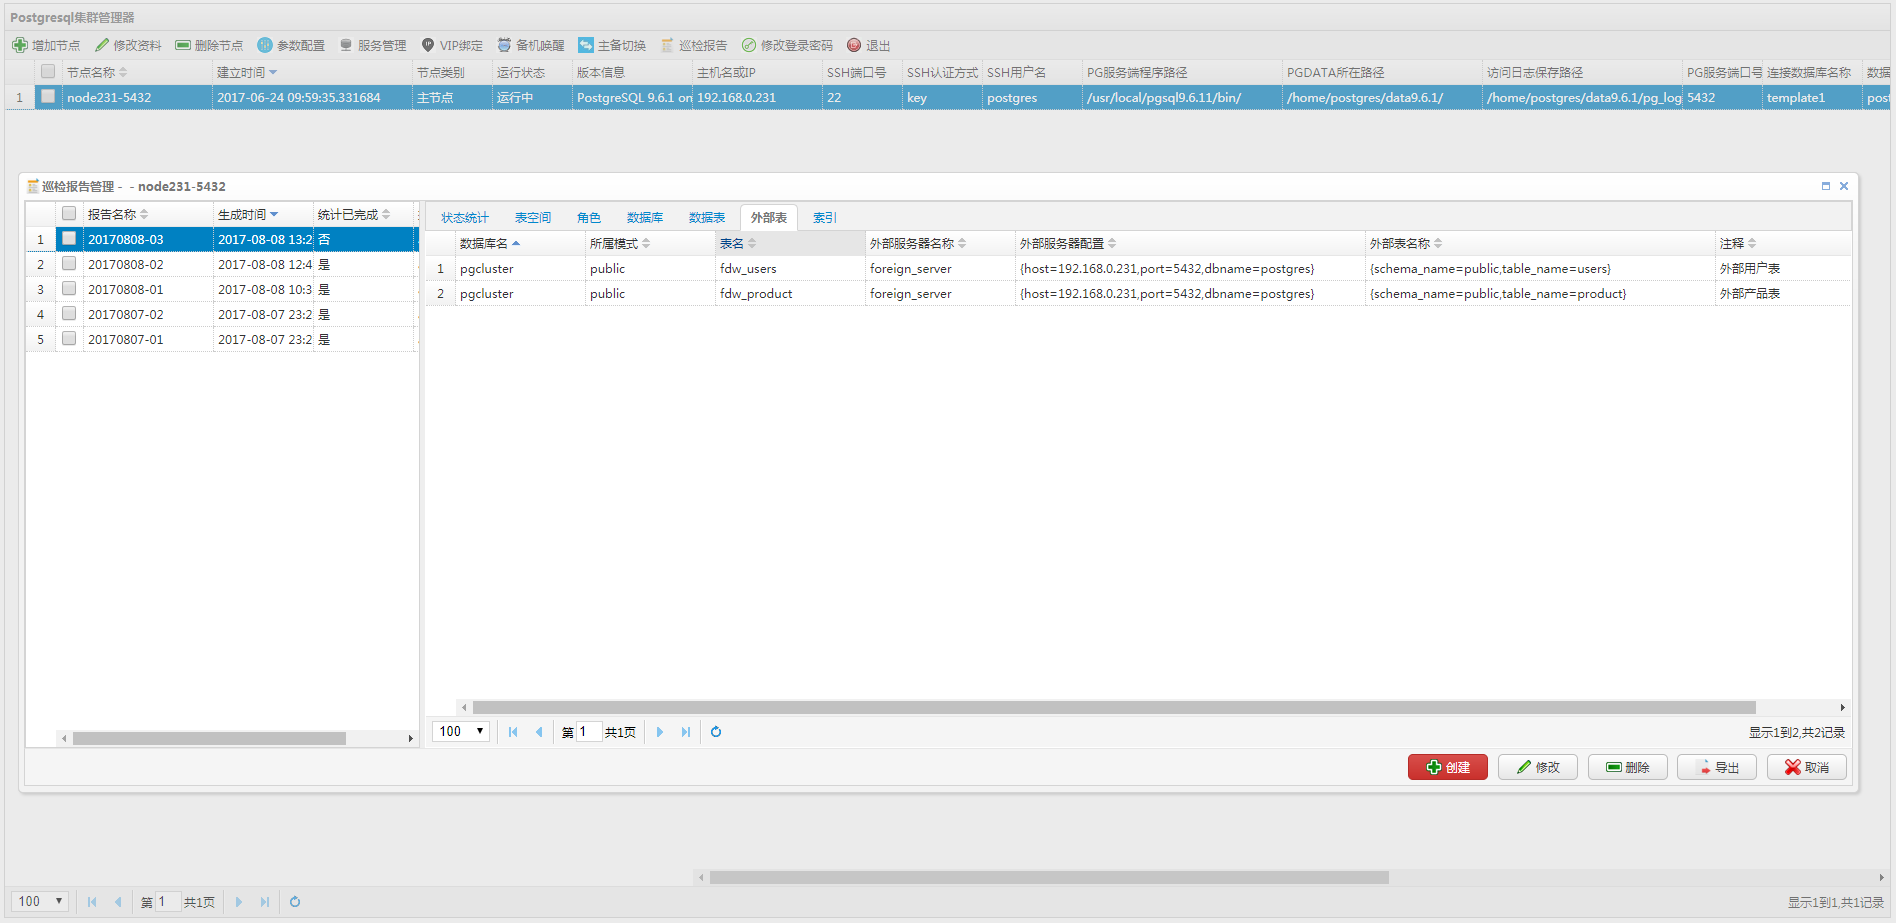 Postgresql集群管理器
增加节点 修改资料 删除节点 参数配置 服务管理 VIP绑定 备机唤醒 主备切换 巡检报告 修改登录密码 退出
节点名称 建立时间 节点类别 运行状态 版本信息 主机名或IP SSH端口号 SSH认证方式 SSH用户名 PG服务端程序路径 PGDATA所在路径 访问日志保存路径 PG服务端口号 连接数据库名称 数据
1 node231-5432 2017-06-24 09:59:35.331684 主节点 运行中 PostgreSQL 9.6.1 on 192.168.0.231 22 key postgres /usr/local/pgsql9.6.11/bin/ /home/postgres/data9.6.1/ /home/postgres/data9.6.1/pg_log 5432 template1 post
巡检报告管理 - - node231-5432
报告名称 生成时间 统计已完成
1 20170808-03 2017-08-08 13:2 否
2 20170808-02 2017-08-08 12:4 是
3 20170808-01 2017-08-08 10:3 是
4 20170807-02 2017-08-07 23:2 是
5 20170807-01 2017-08-07 23:2 是
状态统计 表空间 角色 数据库 数据表 外部表 索引
数据库名 所属模式 表名 外部服务器名称 外部服务器配置 外部表名称 注释
1 pgcluster public fdw_users foreign_server {host=192.168.0.231,port=5432,dbname=postgres} {schema_name=public,table_name=users} 外部用户表
2 pgcluster public fdw_product foreign_server {host=192.168.0.231,port=5432,dbname=postgres} {schema_name=public,table_name=product} 外部产品表
100 第 1 共1页 显示1到2,共2记录
创建 修改 删除 导出 取消
100 第 1 共1页 显示1到1,共1记录